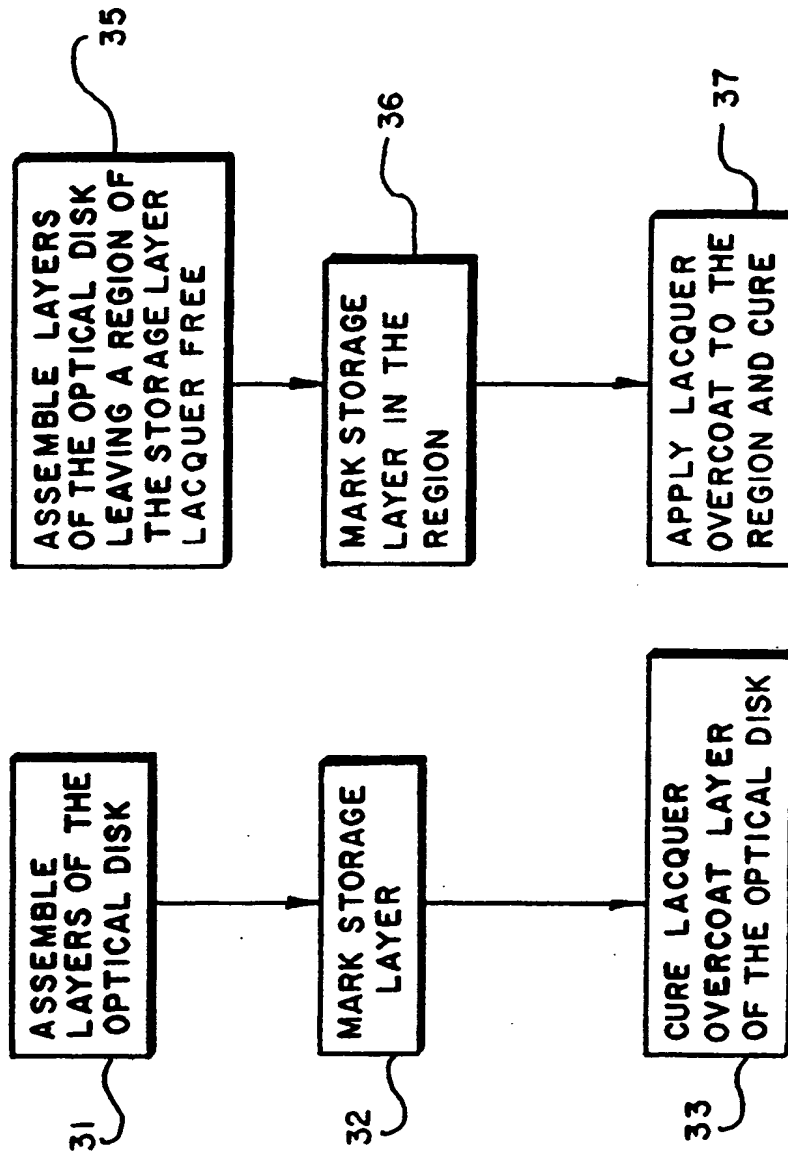 31
ASSEMBLE
LAYERS OF THE
OPTICAL DISK
32
MARK STORAGE
LAYER
33
CURE LACQUER
OVERCOAT LAYER
OF THE OPTICAL DISK
35
ASSEMBLE LAYERS
OF THE OPTICAL DISK
LEAVING A REGION OF
THE STORAGE LAYER
LACQUER FREE
36
MARK STORAGE
LAYER IN THE
REGION
37
APPLY LACQUER
OVERCOAT TO THE
REGION AND CURE